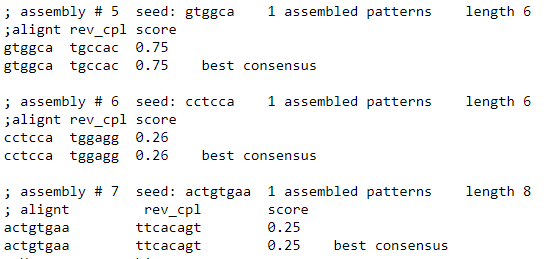 ; assembly # 5  seed: gtggca    1 assembled patterns    length 6
;alignt rev_cpl score
gtggca  tgccac  0.75
gtggca  tgccac  0.75    best consensus
; assembly # 6  seed: cctcca    1 assembled patterns    length 6
;alignt rev_cpl score
cctcca  tggagg  0.26
cctcca  tggagg  0.26    best consensus
; assembly # 7  seed: actgtgaa  1 assembled patterns    length 8
; alignt         rev_cpl        score
actgtgaa        ttcacagt        0.25
actgtgaa        ttcacagt        0.25    best consensus